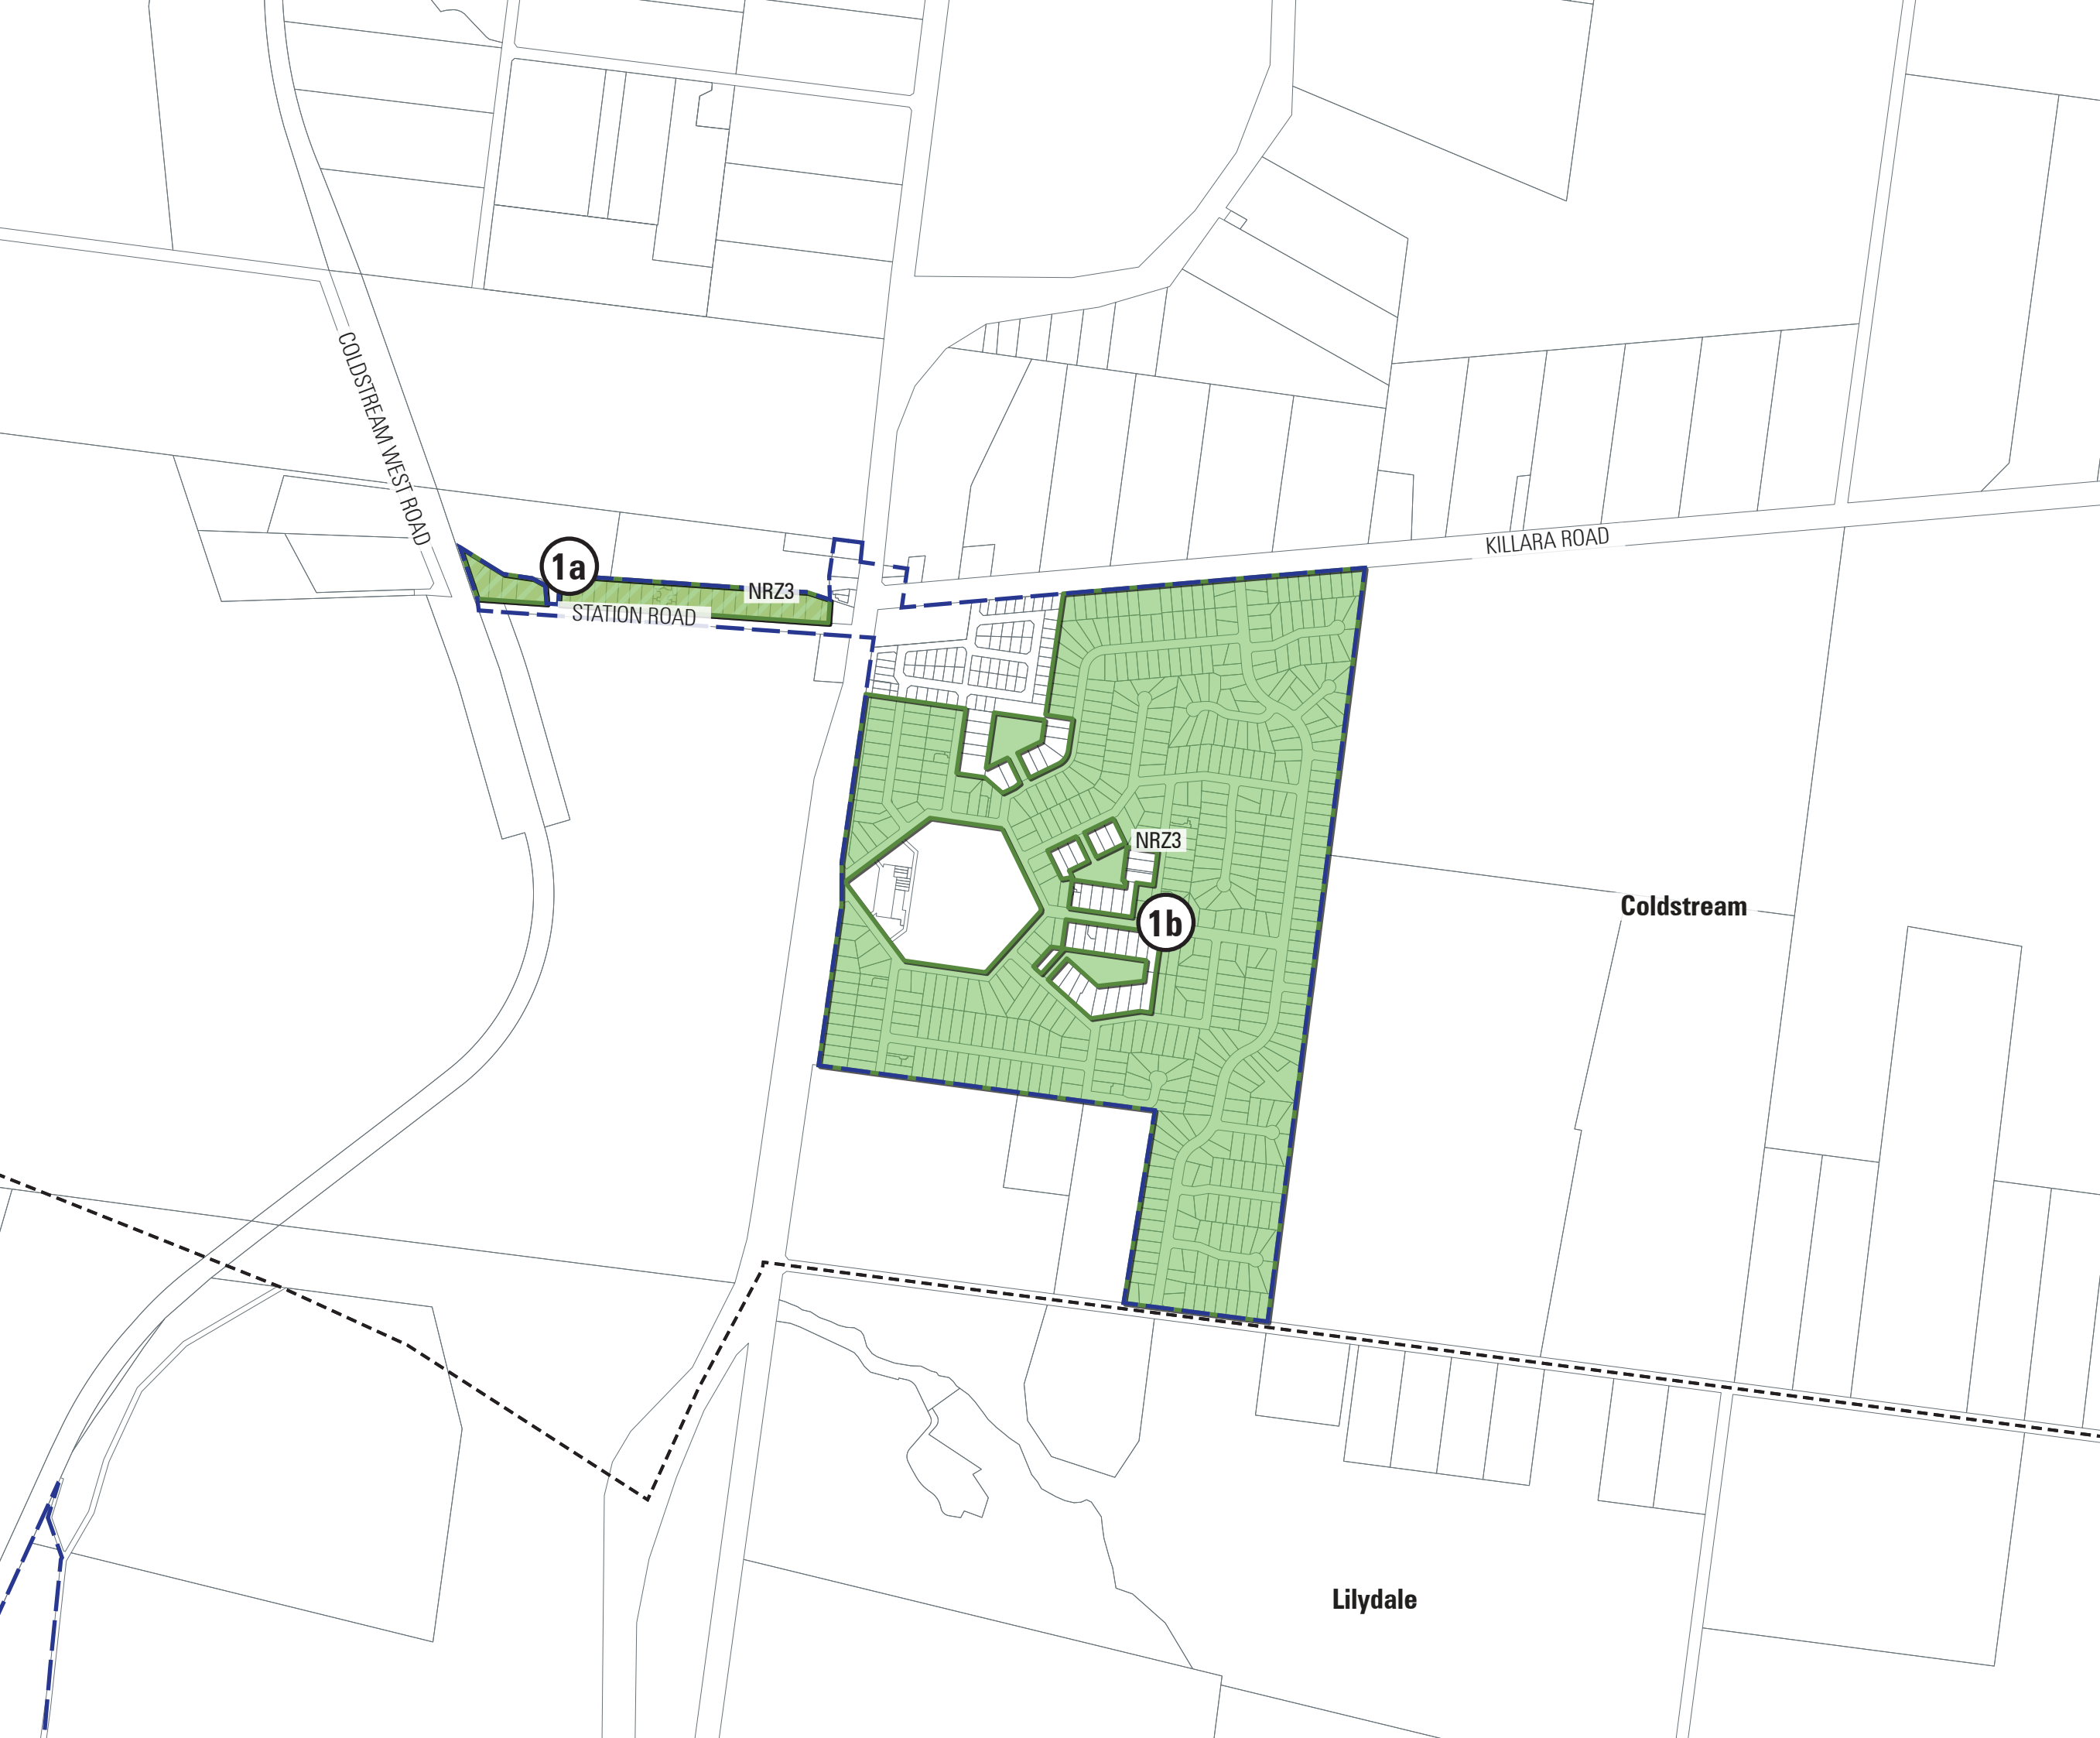 COLDSTREAM WEST ROAD
KILLARA ROAD
1a
NRZ3
STATION ROAD
NRZ3
Coldstream
1b
Lilydale